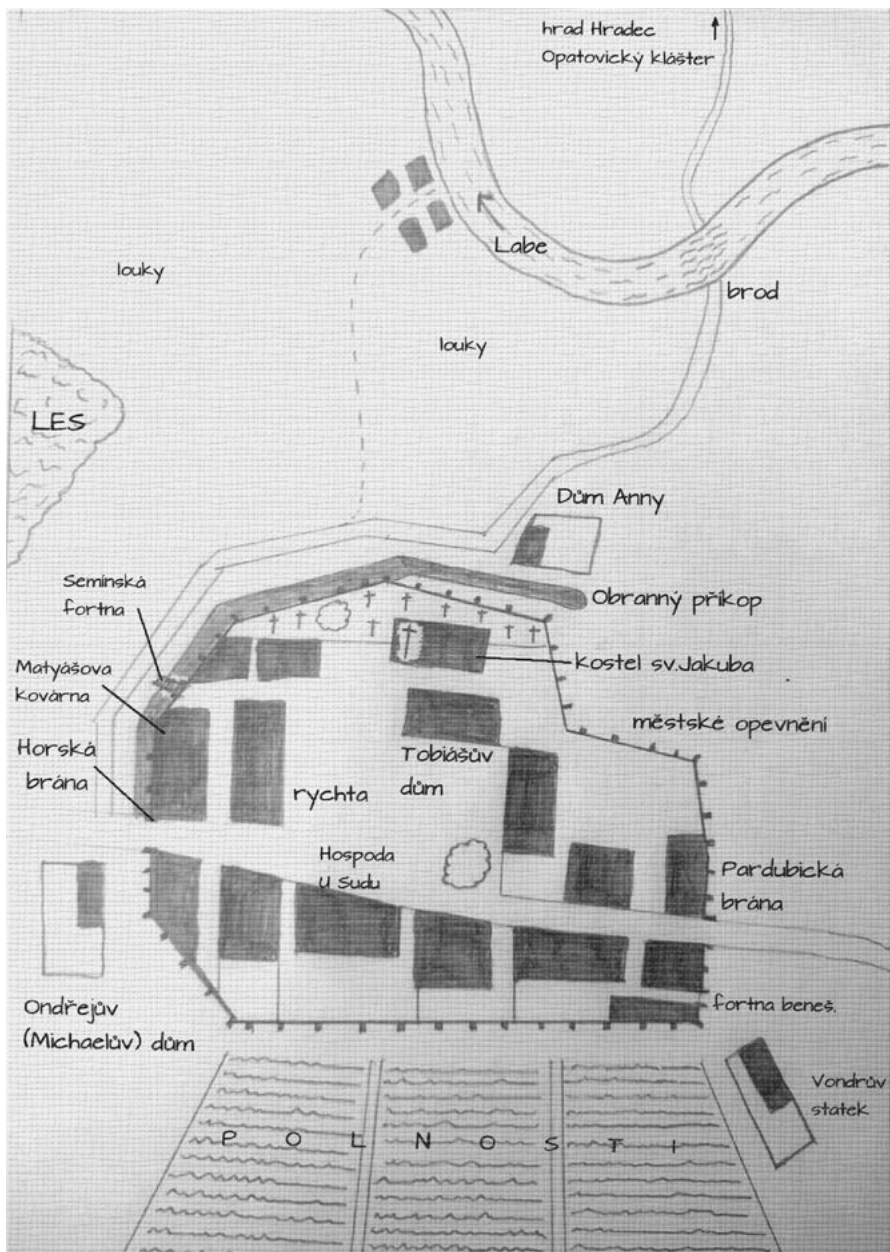 hrad Hradec
Opatovický klášter
Labe
louky
brod
louky
LES
Dům Anny
Semínská
fortna
Obranný příkop
Matyášova
kovárna
kostel sv.Jakuba
městské opevnění
Horská
brána
Tobiášův
dům
rychta
Hospoda
U Sudu
Pardubická
brána
Ondřejův
(Michaelův) dům
fortna beneš.
Vondrův
statek
P O L N O S T I